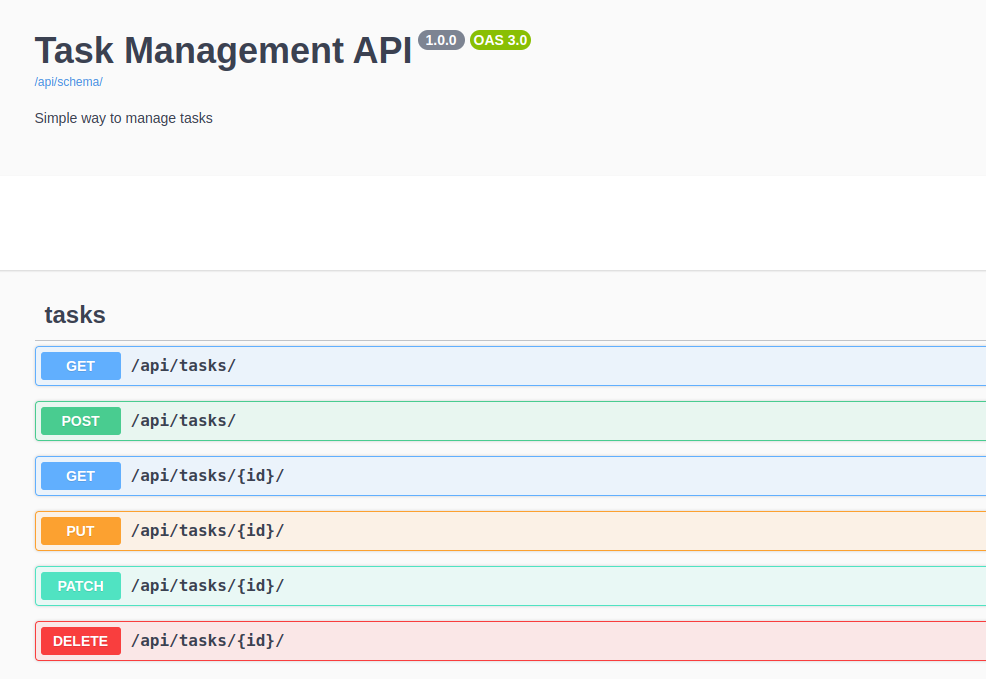 Task Management API 1.0.0 OAS 3.0
/api/schema/
Simple way to manage tasks
tasks
GET /api/tasks/
POST /api/tasks/
GET /api/tasks/{id}/
PUT /api/tasks/{id}/
PATCH /api/tasks/{id}/
DELETE /api/tasks/{id}/